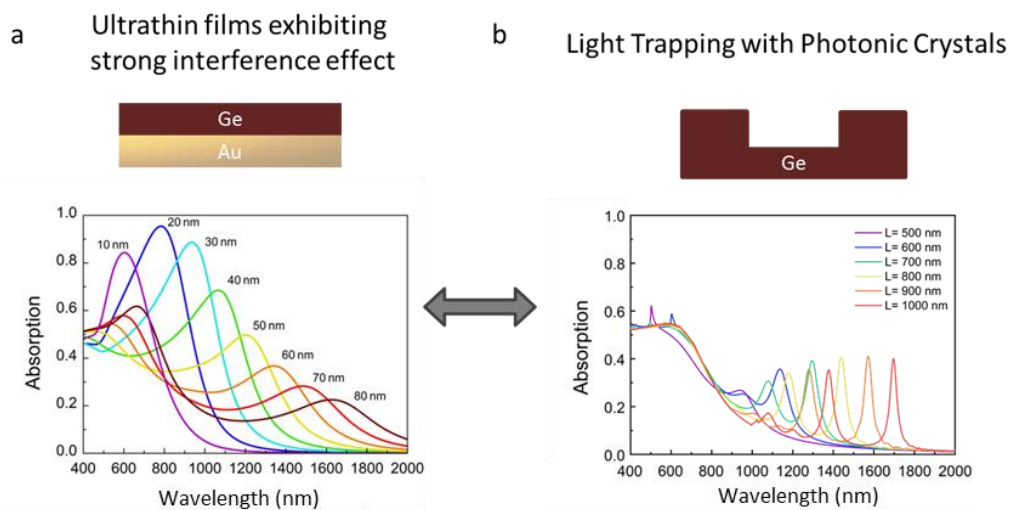 a
Ultrathin films exhibiting
strong interference effect
Ge
Au
1.0
0.8
0.6
0.4
0.2
0.0
Absorption
10 nm
20 nm
30 nm
40 nm
50 nm
60 nm
70 nm
80 nm
400 600 800 1000 1200 1400 1600 1800 2000
Wavelength (nm)
b
Light Trapping with Photonic Crystals
Ge
1.0
0.8
0.6
0.4
0.2
0.0
Absorption
L= 500 nm
L= 600 nm
L= 700 nm
L= 800 nm
L= 900 nm
L= 1000 nm
400 600 800 1000 1200 1400 1600 1800 2000
Wavelength (nm)